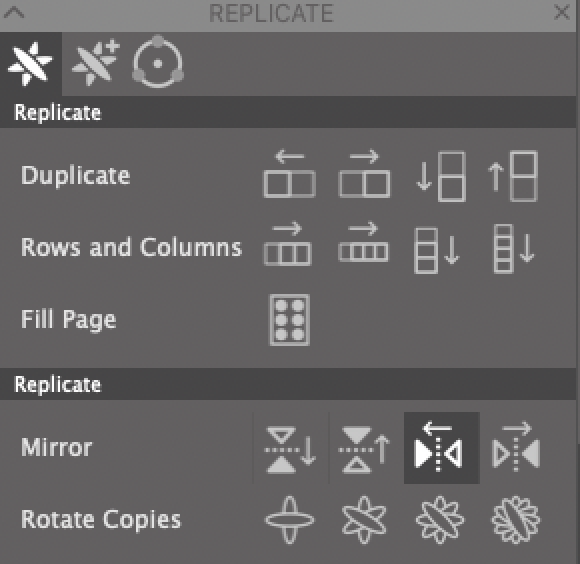 REPLICATE
Replicate
Duplicate
Rows and Columns
Fill Page
Replicate
Mirror
Rotate Copies